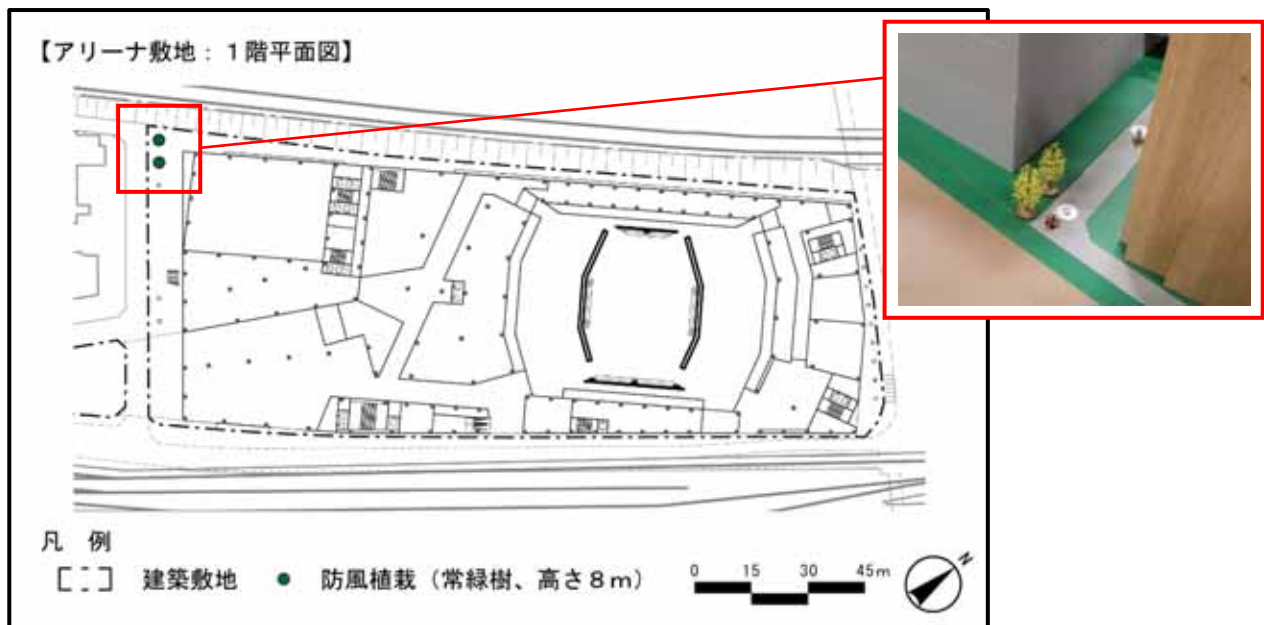 【アリーナ敷地：１階平面図】
凡 例
建築敷地
防風植栽（常緑樹、高さ８ｍ）
0 15 30 45m
N